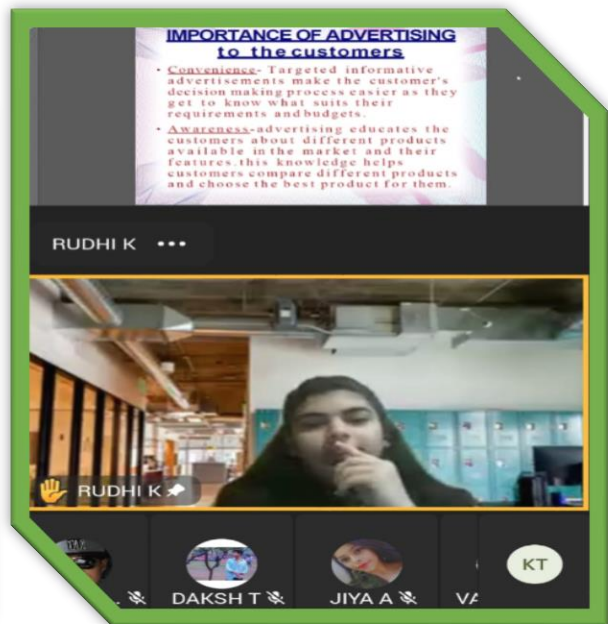 IMPORTANCE OF ADVERTISING
to the customers
• Convenience- Targeted informative
advertisements make the customer's
decision making process easier as they
get to know what suits their
requirements and budgets.
• Awareness-advertising educates the
customers about different products
available in the market and their
features.this knowledge helps
customers compare different products
and choose the best product for them.
RUDHI K •••
RUDHI K
DAKSH T
JIYA A
VA
KT